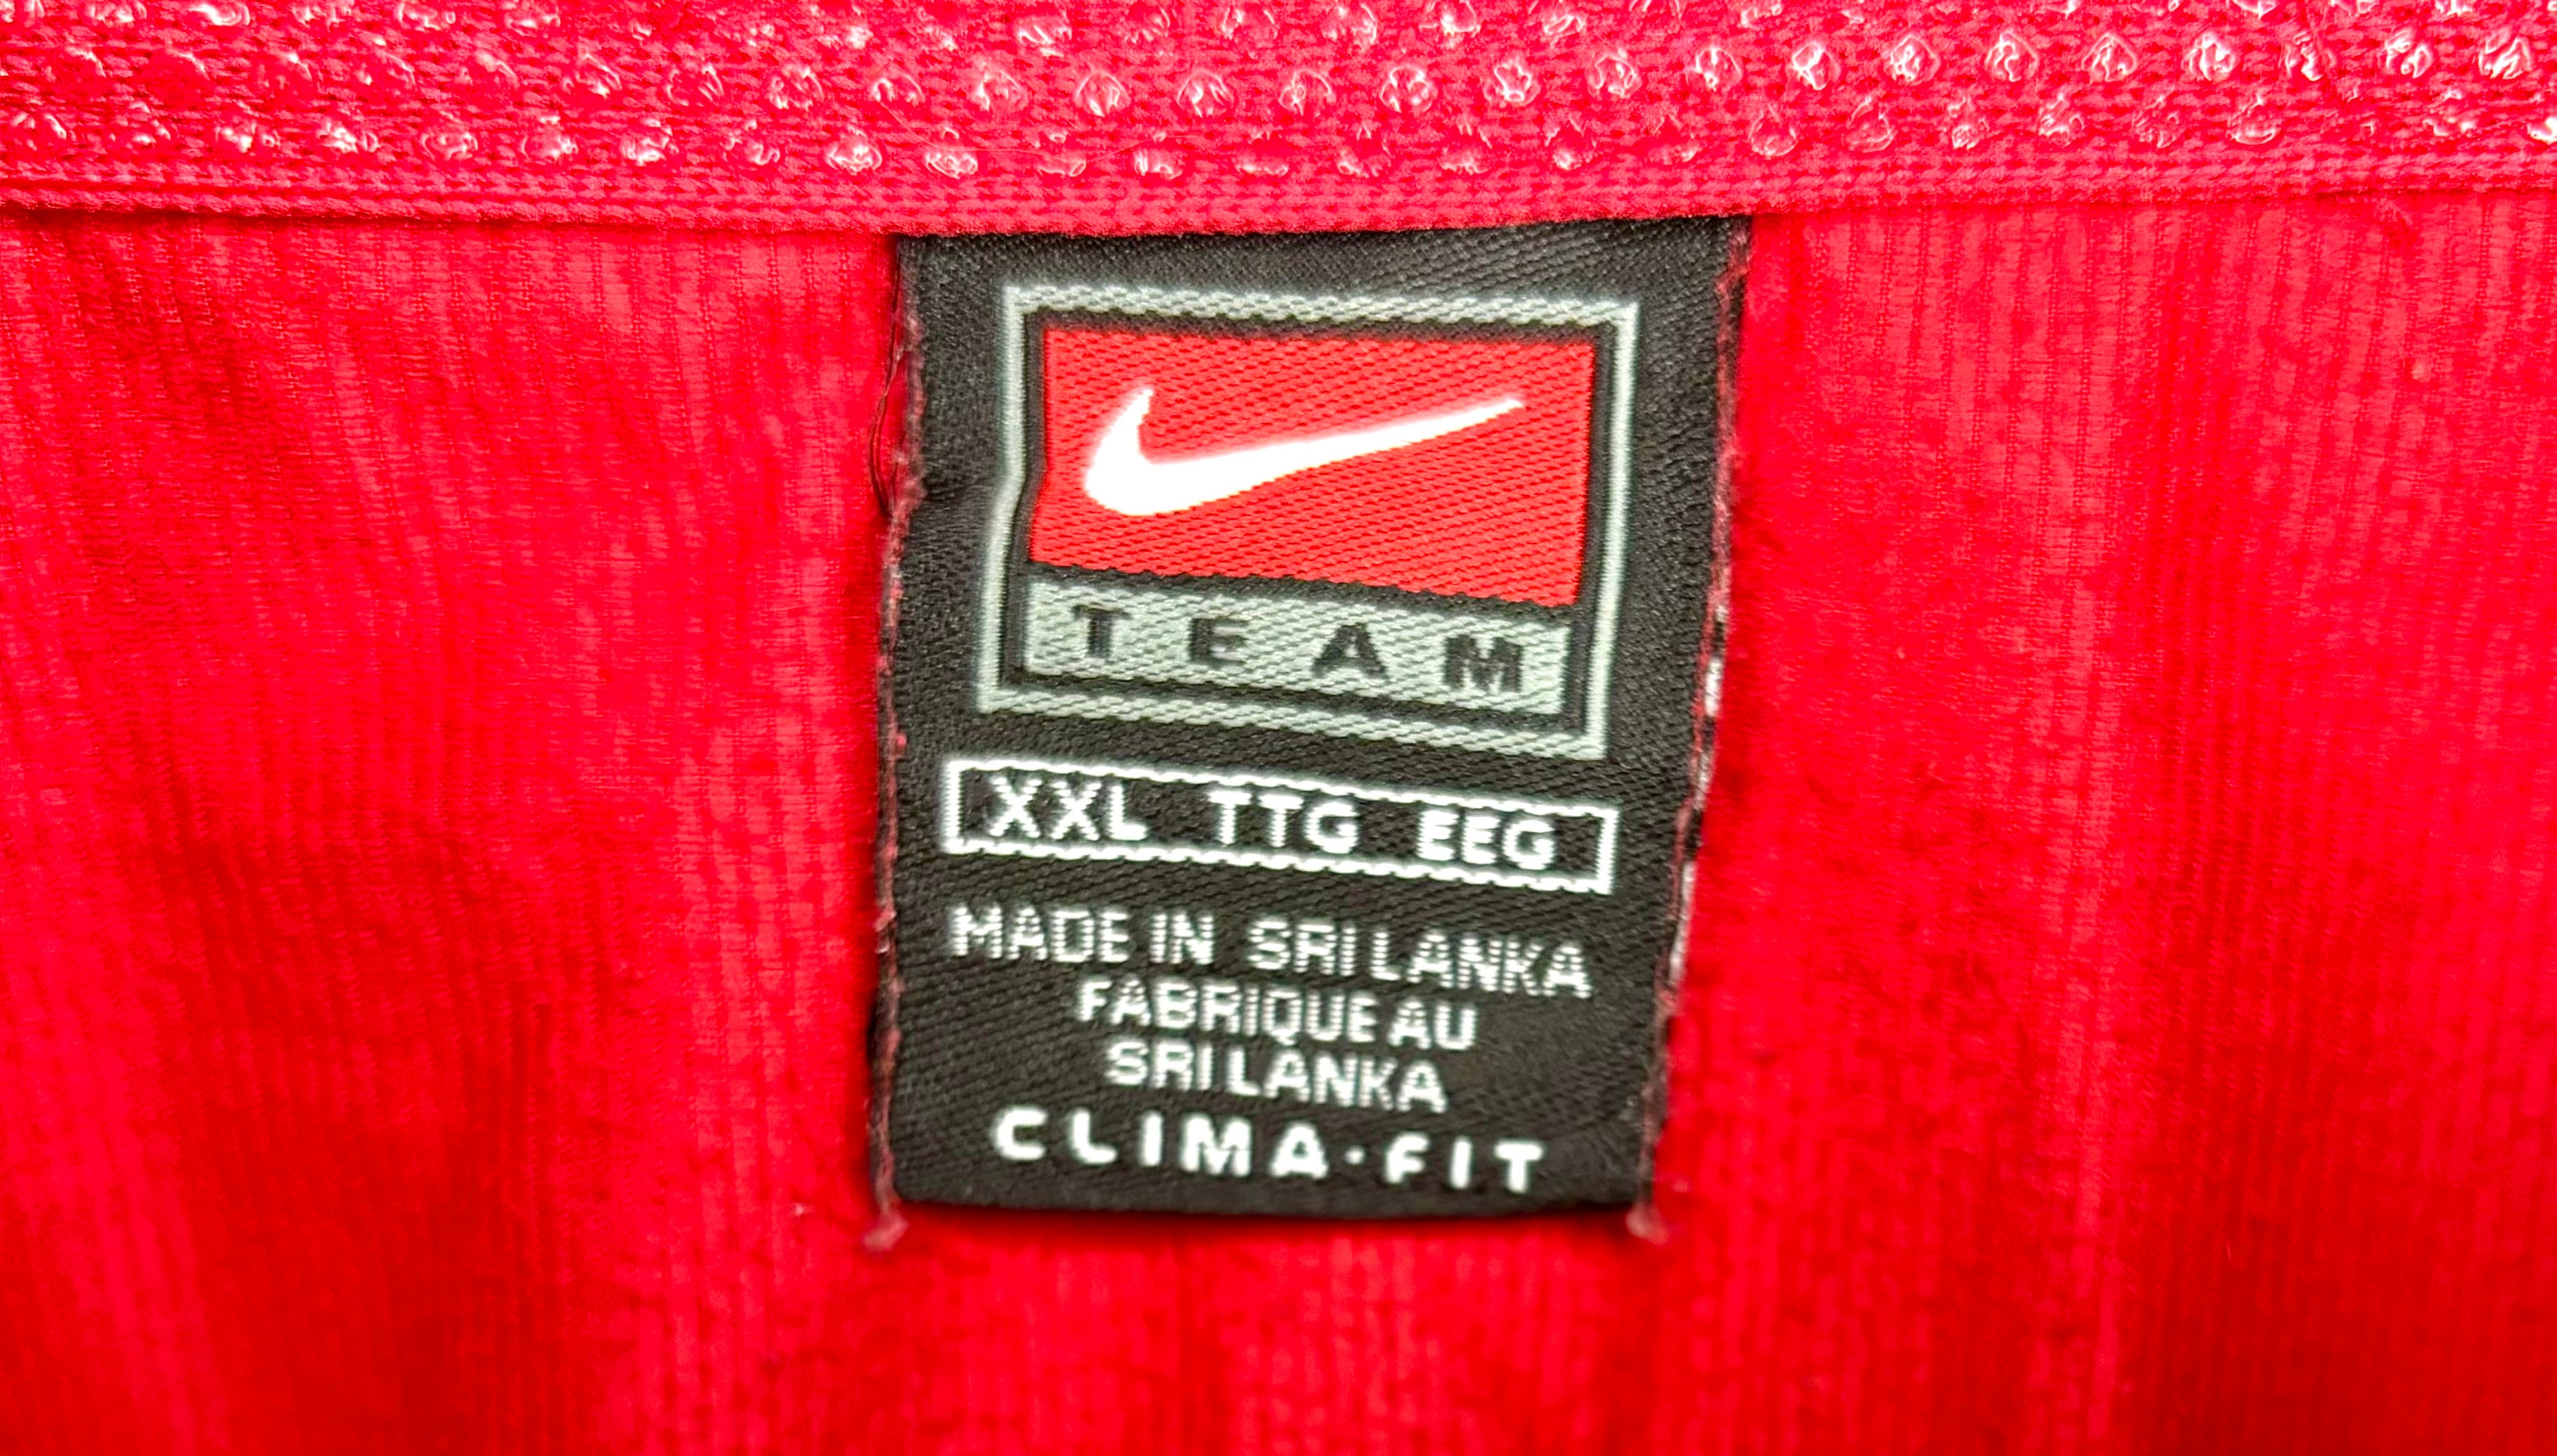 TEAM
XXL TTG EEG
MADE IN SRI LANKA
FABRIQUE AU
SRI LANKA
CLIMA·FIT